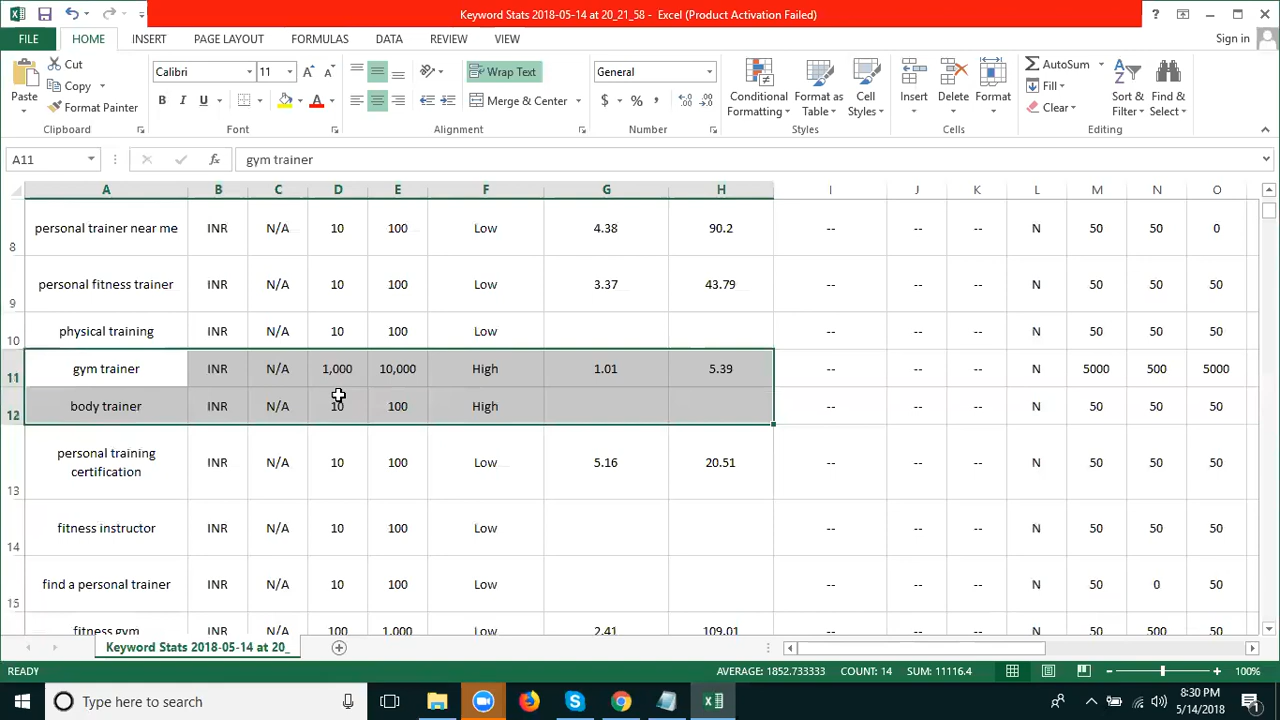 Keyword Stats 2018-05-14 at 20_21_58 - Excel (Product Activation Failed)
?
FILE HOME INSERT PAGE LAYOUT FORMULAS DATA REVIEW VIEW Sign in
Paste
Cut
Copy
Format Painter
Clipboard
Calibri 11
B I U
Font
Wrap Text
Merge & Center
Alignment
General
$ % ,
Number
Conditional Formatting
Format as Table
Cell Styles
Styles
Insert Delete Format
Cells
AutoSum
Fill
Clear
Sort & Filter
Find & Select
Editing
A11 fx gym trainer
A B C D E F G H I J K L M N O
8 personal trainer near me INR N/A 10 100 Low 4.38 90.2 -- -- -- N 50 50 0
9 personal fitness trainer INR N/A 10 100 Low 3.37 43.79 -- -- -- N 50 50 50
10 physical training INR N/A 10 100 Low -- -- -- N 50 50 50
11 gym trainer INR N/A 1,000 10,000 High 1.01 5.39 -- -- -- N 5000 500 5000
12 body trainer INR N/A 10 100 High -- -- -- N 50 50 50
13 personal training certification INR N/A 10 100 Low 5.16 20.51 -- -- -- N 50 50 50
14 fitness instructor INR N/A 10 100 Low -- -- -- N 50 50 50
15 find a personal trainer INR N/A 10 100 Low -- -- -- N 50 0 50
fitness gym INR N/A 100 1,000 Low 2.41 109.01 -- -- -- N 50 500 50
Keyword Stats 2018-05-14 at 20_
READY AVERAGE: 1852.733333 COUNT: 14 SUM: 11116.4 100%
Type here to search
8:30 PM
5/14/2018